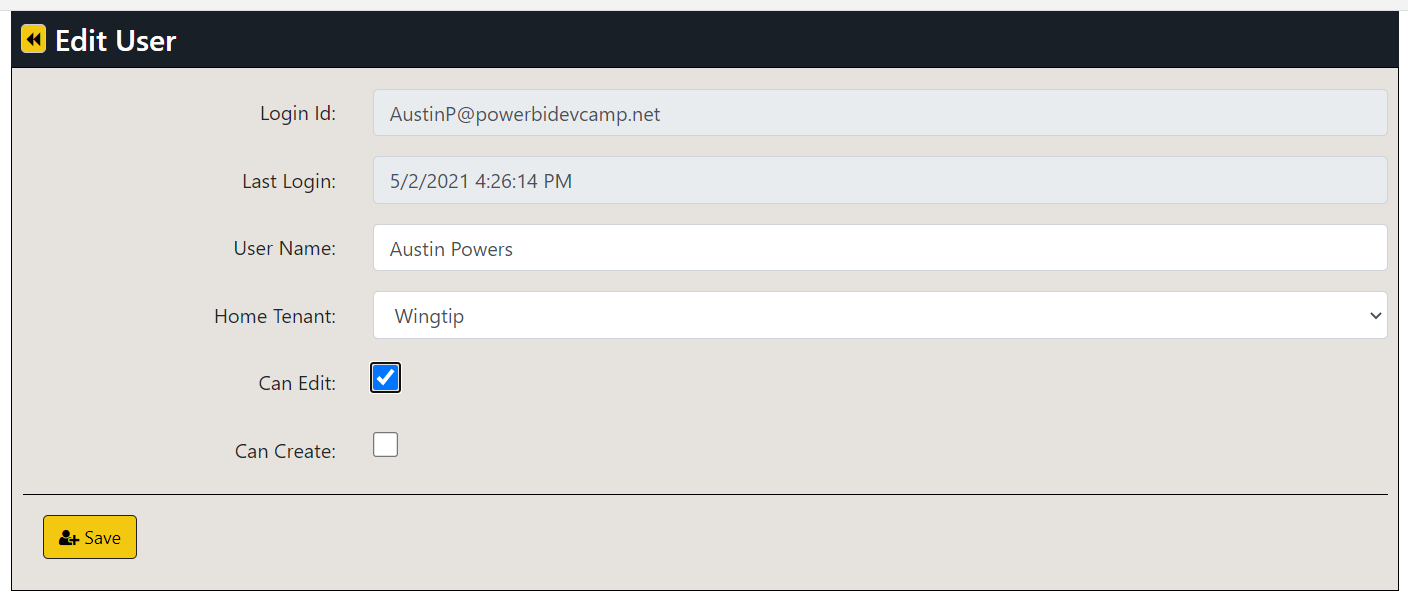 Edit User
Login Id: AustinP@powerbidevcamp.net
Last Login: 5/2/2021 4:26:14 PM
User Name: Austin Powers
Home Tenant: Wingtip
Can Edit:
Can Create:
Save